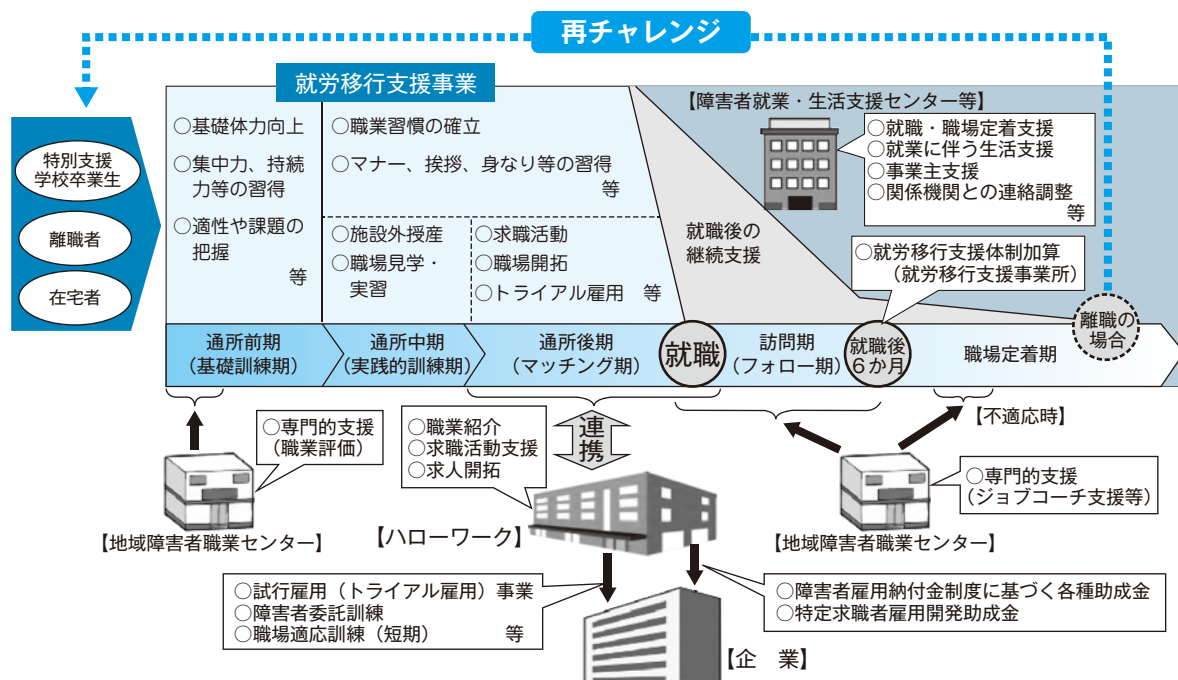 再チャレンジ
就労移行支援事業
特別支援
学校卒業生
離職者
在宅者
○基礎体力向上
○集中力、持続
力等の習得
○適性や課題の
把握
等
○職業習慣の確立
○マナー、挨拶、身なり等の習得
等
○施設外授産
○職場見学・
実習
○求職活動
○職場開拓
○トライアル雇用 等
就職後の
継続支援
【障害者就業・生活支援センター等】
○就職・職場定着支援
○就業に伴う生活支援
○事業主支援
○関係機関との連絡調整
等
○就労移行支援体制加算
(就労移行支援事業所)
離職の
場合
通所前期
(基礎訓練期)
通所中期
(実践的訓練期)
通所後期
(マッチング期)
就職
訪問期
(フォロー期)
就職後
6か月
職場定着期
○専門的支援
(職業評価)
【地域障害者職業センター】
○職業紹介
○求職活動支援
○求人開拓
連携
【ハローワーク】
【不適応時】
○専門的支援
(ジョブコーチ支援等)
【地域障害者職業センター】
○試行雇用(トライアル雇用)事業
○障害者委託訓練
○職場適応訓練(短期) 等
○障害者雇用納付金制度に基づく各種助成金
○特定求職者雇用開発助成金
【企 業】